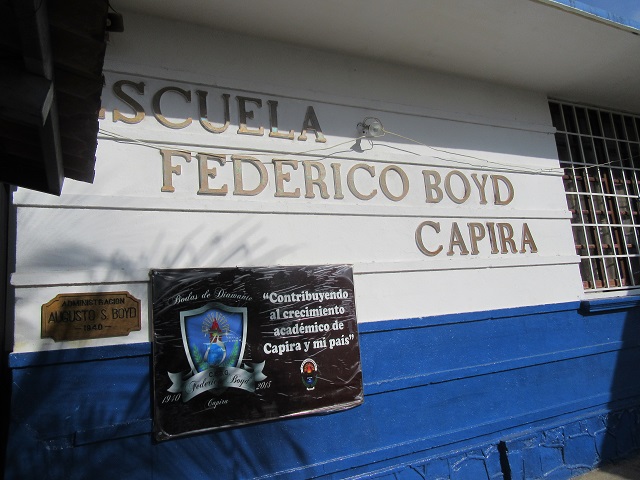 ESCUELA
FEDERICO BOYD
CAPIRA
ADMINISTRACION
AUGUSTO S. BOYD
-1940-
Bodas de Diamante
"Contribuyendo
al crecimiento
académico de
Capira y mi país"
Federico Boyd
1940 2015
Capira